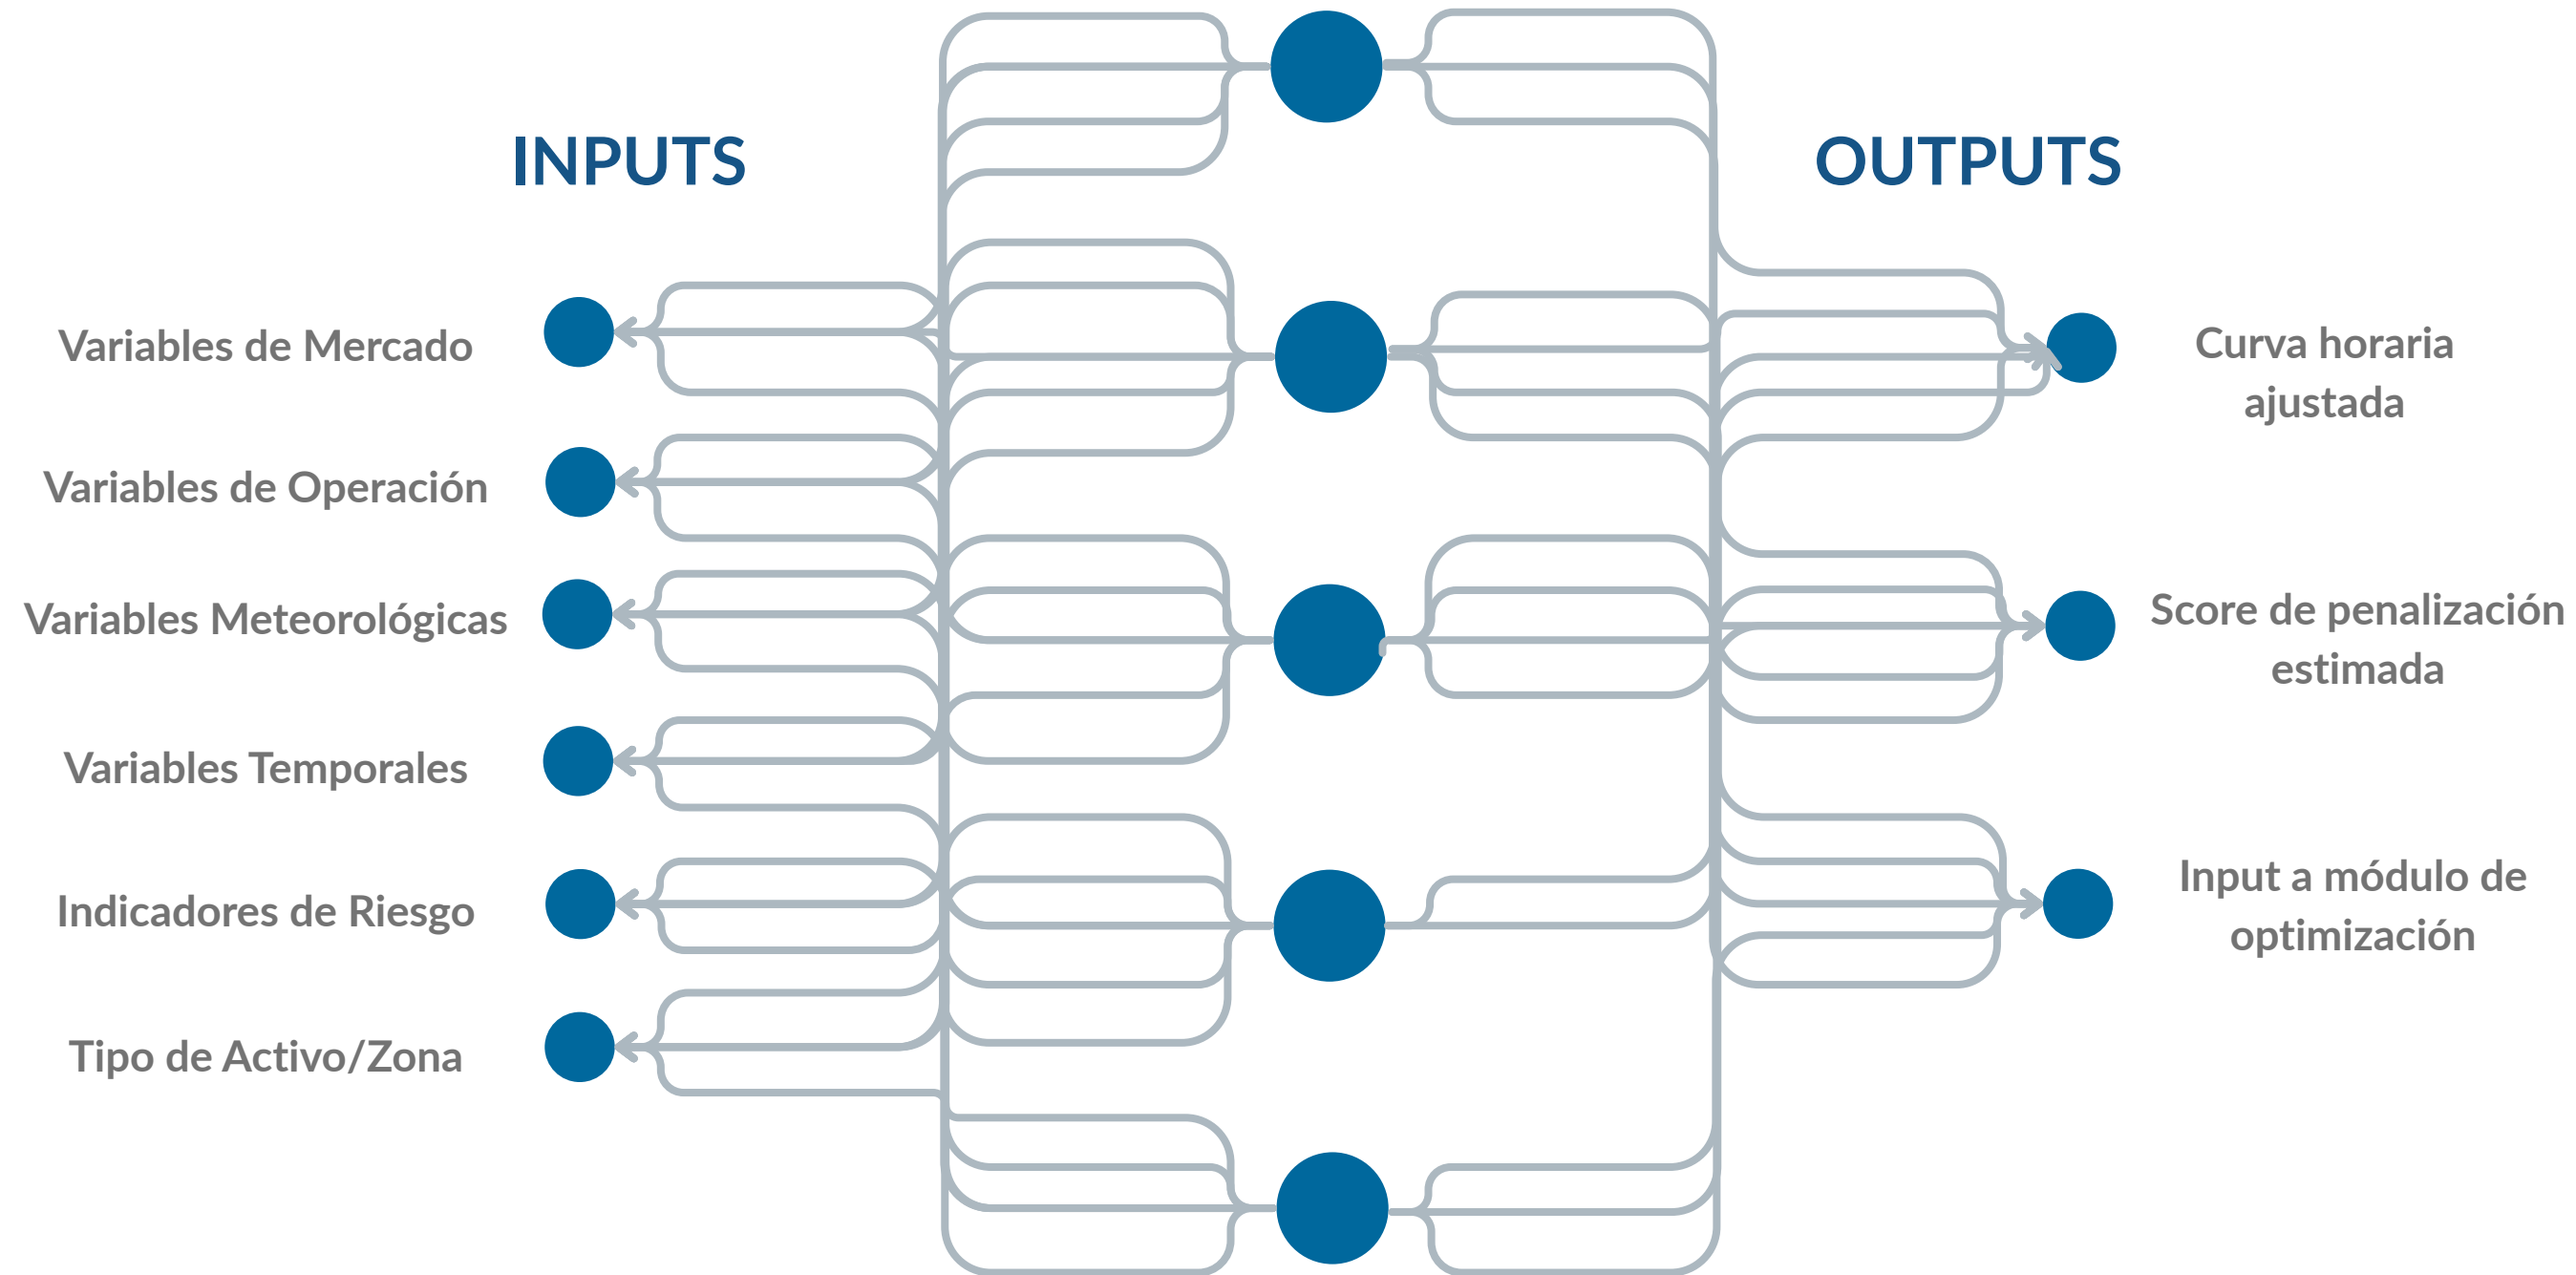 INPUTS
Variables de Mercado
Variables de Operación
Variables Meteorológicas
Variables Temporales
Indicadores de Riesgo
Tipo de Activo/Zona
OUTPUTS
Curva horaria
ajustada
Score de penalización
estimada
Input a módulo de
optimización